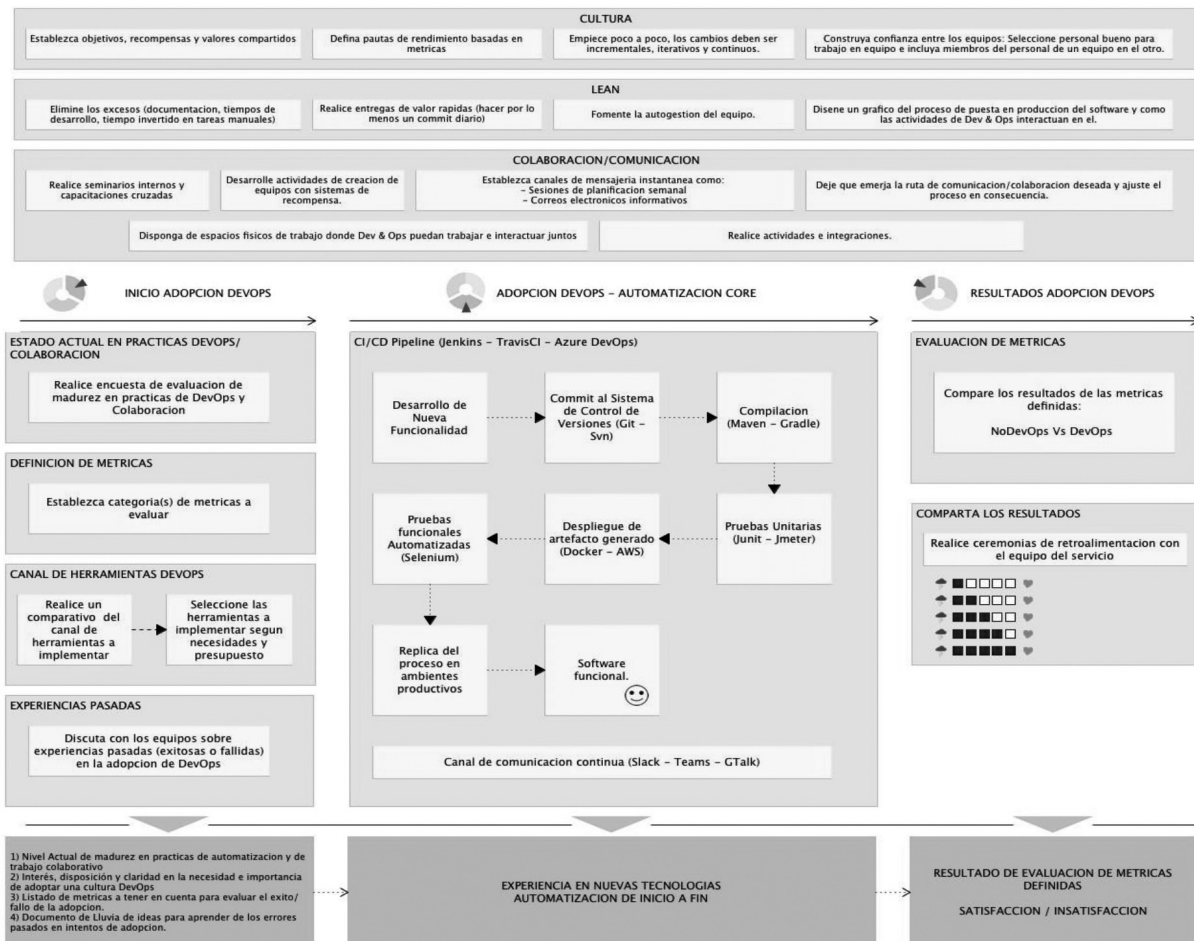 CULTURA
Establezca objetivos, recompensas y valores compartidos
Defina pautas de rendimiento basadas en
metricas
Empiece poco a poco, los cambios deben ser
incrementales, iterativos y continuos.
Construya confianza entre los equipos: Seleccione personal bueno para
trabajo en equipo e incluya miembros del personal de un equipo en el otro.
LEAN
Elimine los excesos (documentacion, tiempos de
desarrollo, tiempo invertido en tareas manuales)
Realice entregas de valor rapidas (hacer por lo
menos un commit diario)
Fomente la autogestion del equipo.
Disene un grafico del proceso de puesta en produccion del software y como
las actividades de Dev & Ops interactuan en el.
COLABORACION/COMUNICACION
Realice seminarios internos y
capacitaciones cruzadas
Desarrolle actividades de creacion de
equipos con sistemas de
recompensa.
Establezca canales de mensajeria instantanea como:
– Sesiones de planificacion semanal
– Correos electronicos informativos
Deje que emerja la ruta de comunicacion/colaboracion deseada y ajuste el
proceso en consecuencia.
Disponga de espacios fisicos de trabajo donde Dev & Ops puedan trabajar e interactuar juntos
Realice actividades e integraciones.
INICIO ADOPCION DEVOPS
ADOPCION DEVOPS – AUTOMATIZACION CORE
RESULTADOS ADOPCION DEVOPS
ESTADO ACTUAL EN PRACTICAS DEVOPS/
COLABORACION
Realice encuesta de evaluacion de
madurez en practicas de DevOps y
Colaboracion
DEFINICION DE METRICAS
Establezca categoria(s) de metricas a
evaluar
CANAL DE HERRAMIENTAS DEVOPS
Realice un
comparativo del
canal de
herramientas a
implementar
Seleccione las
herramientas a
implementar segun
necesidades y
presupuesto
EXPERIENCIAS PASADAS
Discuta con los equipos sobre
experiencias pasadas (exitosas o fallidas)
en la adopcion de DevOps
CI/CD Pipeline (Jenkins – TravisCI – Azure DevOps)
Desarrollo de
Nueva
Funcionalidad
Commit al Sistema
de Control de
Versiones (Git –
Svn)
Compilacion
(Maven – Gradle)
Pruebas
funcionales
Automatizadas
(Selenium)
Despliegue de
artefacto generado
(Docker – AWS)
Pruebas Unitarias
(Junit – Jmeter)
Replica del
proceso en
ambientes
productivos
Software
funcional.
Canal de comunicacion continua (Slack – Teams – GTalk)
EVALUACION DE METRICAS
Compare los resultados de las metricas
definidas:
NoDevOps Vs DevOps
COMPARTA LOS RESULTADOS
Realice ceremonias de retroalimentacion con
el equipo del servicio
1) Nivel Actual de madurez en practicas de automatizacion y de
trabajo colaborativo
2) Interés, disposición y claridad en la necesidad e importancia
de adoptar una cultura DevOps
3) Listado de metricas a tener en cuenta para evaluar el exito/
fallo de la adopcion.
4) Documento de Lluvia de ideas para aprender de los errores
pasados en intentos de adopcion.
EXPERIENCIA EN NUEVAS TECNOLOGIAS
AUTOMATIZACION DE INICIO A FIN
RESULTADO DE EVALUACION DE METRICAS
DEFINIDAS
SATISFACCION / INSATISFACCION